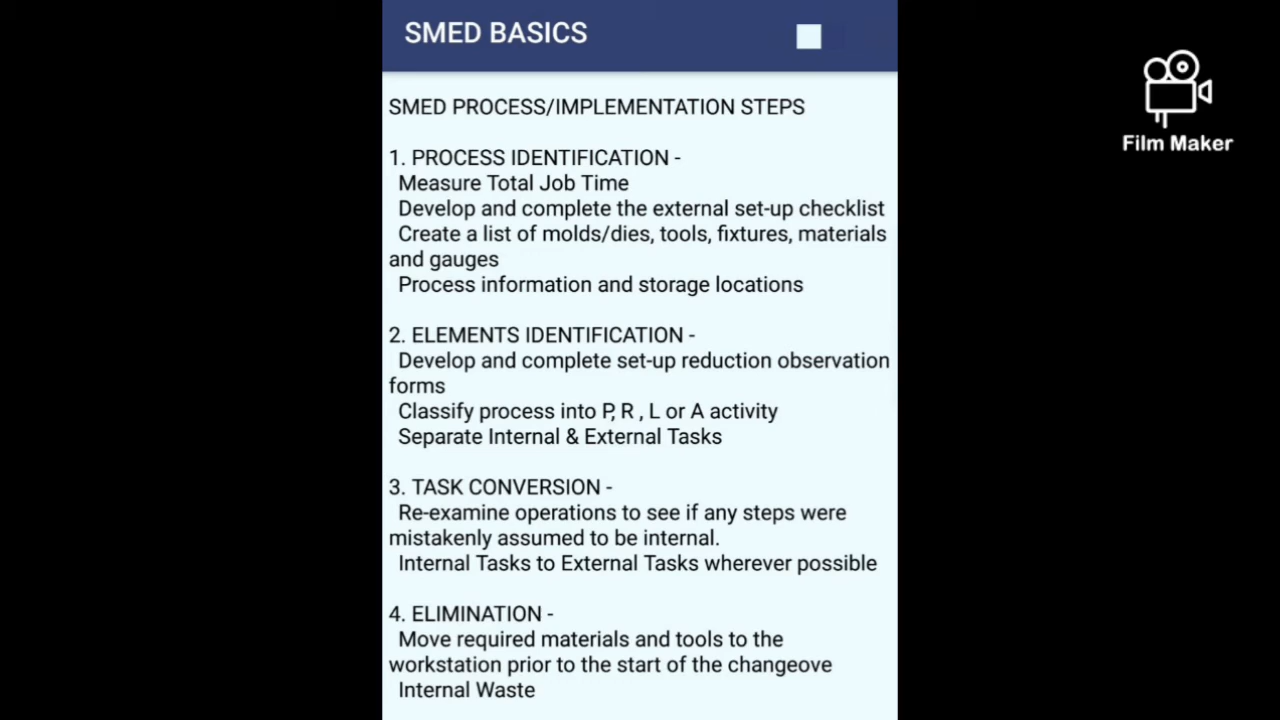 SMED BASICS
SMED PROCESS/IMPLEMENTATION STEPS
1. PROCESS IDENTIFICATION -
Measure Total Job Time
Develop and complete the external set-up checklist
Create a list of molds/dies, tools, fixtures, materials
and gauges
Process information and storage locations
2. ELEMENTS IDENTIFICATION -
Develop and complete set-up reduction observation
forms
Classify process into P, R , L or A activity
Separate Internal & External Tasks
3. TASK CONVERSION -
Re-examine operations to see if any steps were
mistakenly assumed to be internal.
Internal Tasks to External Tasks wherever possible
4. ELIMINATION -
Move required materials and tools to the
workstation prior to the start of the changeove
Internal Waste
Film Maker